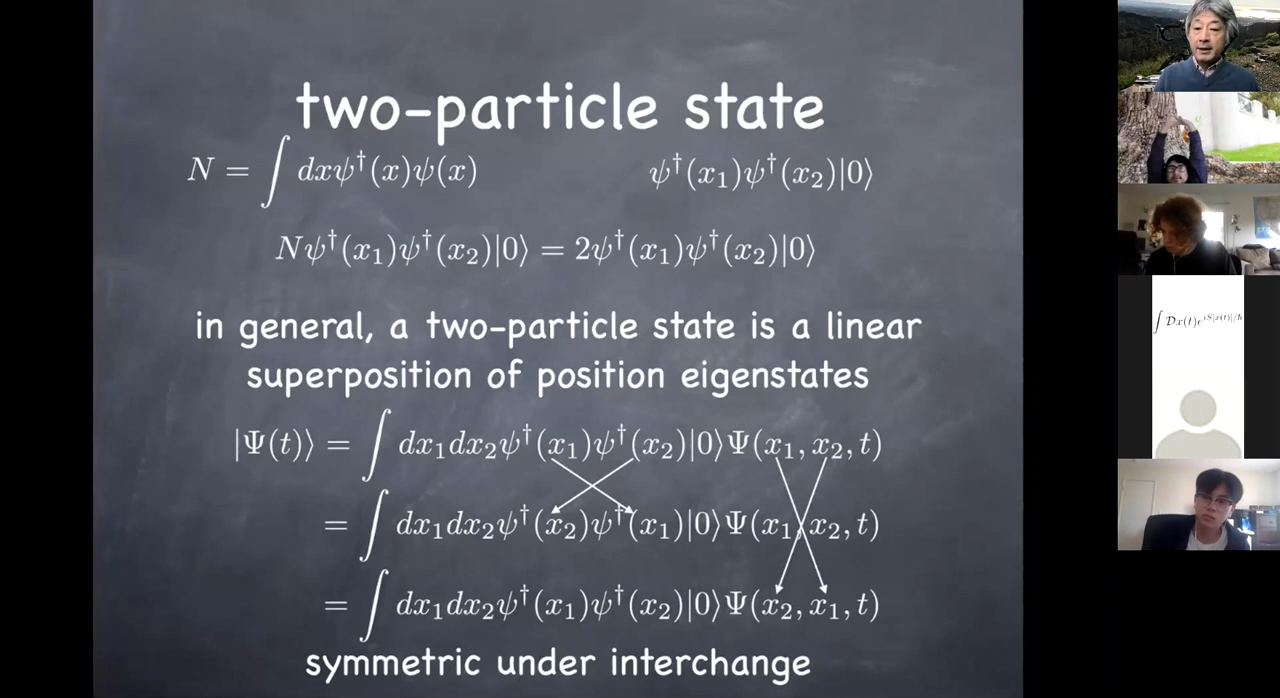 two-particle state
N = ∫ dxψ†(x)ψ(x)    ψ†(x₁)ψ†(x₂)|0⟩
Nψ†(x₁)ψ†(x₂)|0⟩ = 2ψ†(x₁)ψ†(x₂)|0⟩
in general, a two-particle state is a linear
superposition of position eigenstates
|Ψ(t)⟩ = ∫ dx₁dx₂ψ†(x₁)ψ†(x₂)|0⟩Ψ(x₁, x₂, t)
= ∫ dx₁dx₂ψ†(x₂)ψ†(x₁)|0⟩Ψ(x₁, x₂, t)
= ∫ dx₁dx₂ψ†(x₁)ψ†(x₂)|0⟩Ψ(x₂, x₁, t)
symmetric under interchange
∫ 𝒟x(t)e^{iS[x(t)]/ħ}